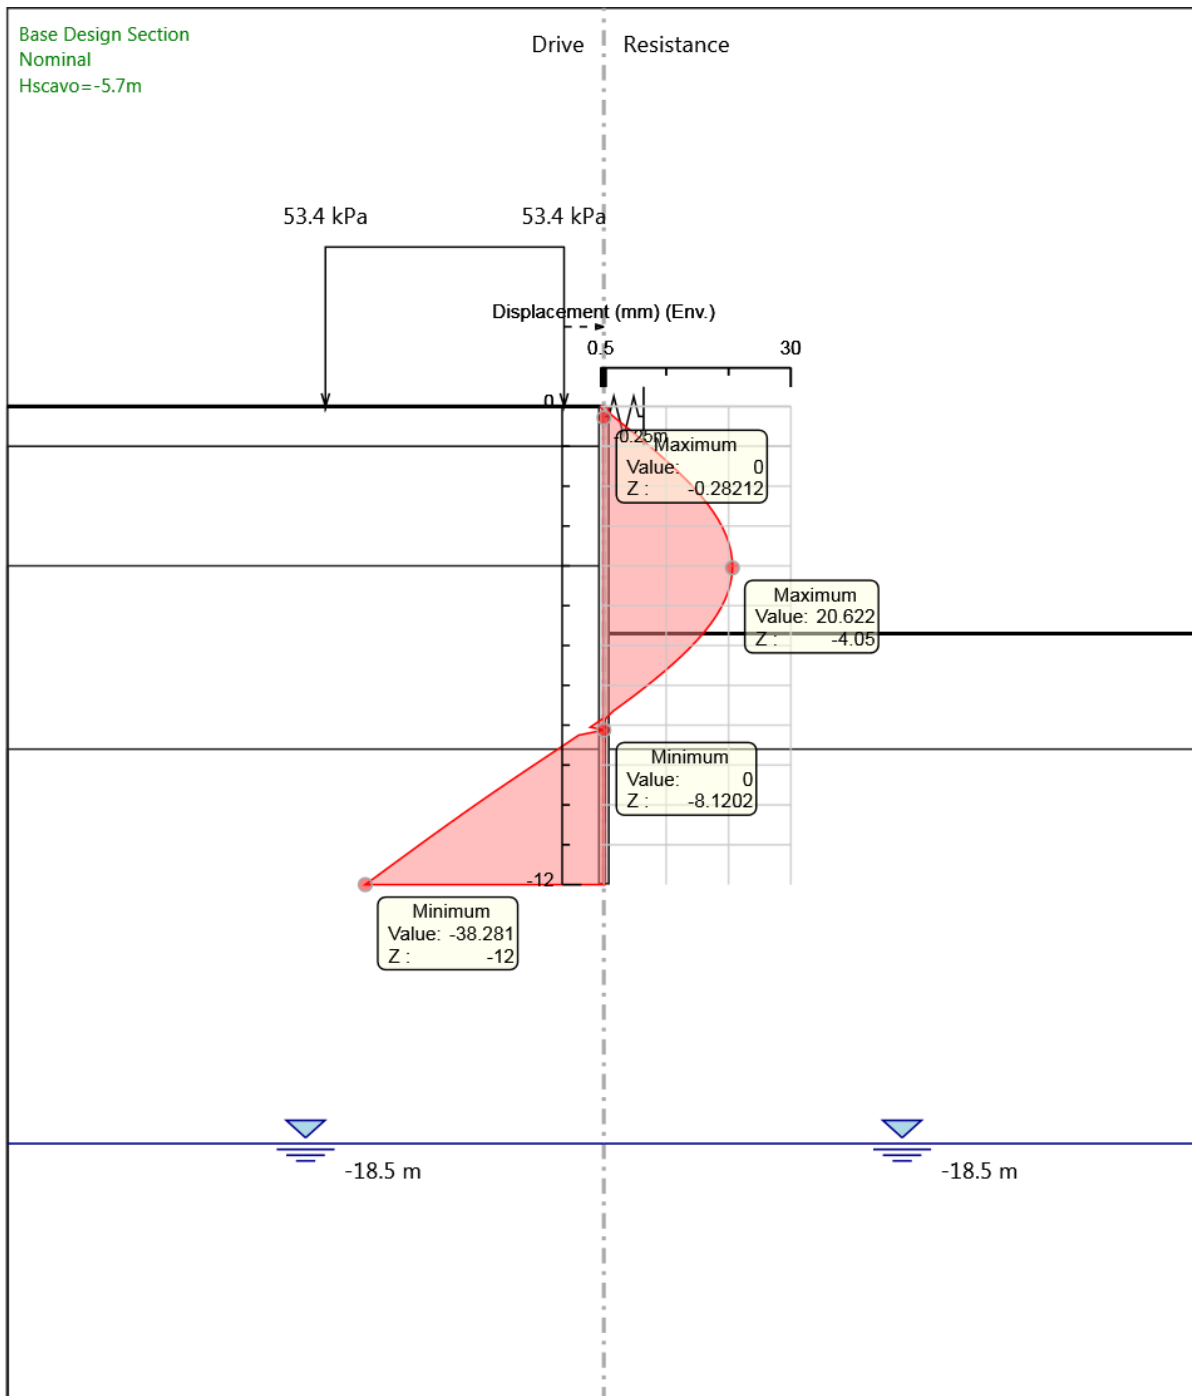 Base Design Section
Nominal
Hscavo=-5.7m
Drive Resistance
53.4 kPa 53.4 kPa
Displacement (mm) (Env.)
0.5 30
0
-0.25m
Maximum
Value: 0
Z : -0.28212
Maximum
Value: 20.622
Z : -4.05
Minimum
Value: 0
Z : -8.1202
-12
Minimum
Value: -38.281
Z : -12
-18.5 m -18.5 m